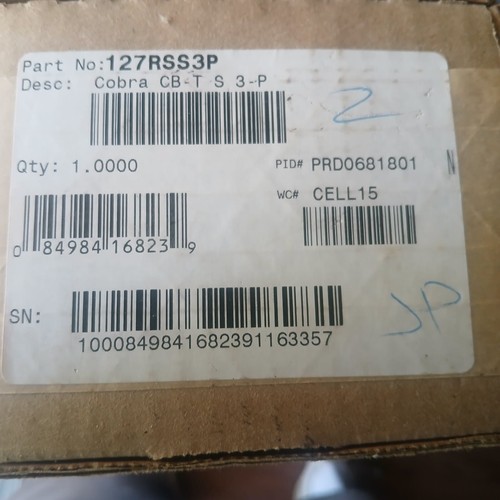 Part No:127RSS3P
Desc: Cobra CB-T S 3-P
2
Qty: 1.0000
PID# PRD0681801
N
WC# CELL15
0 84984 16823 9
SN:
1000849841682391163357
JP